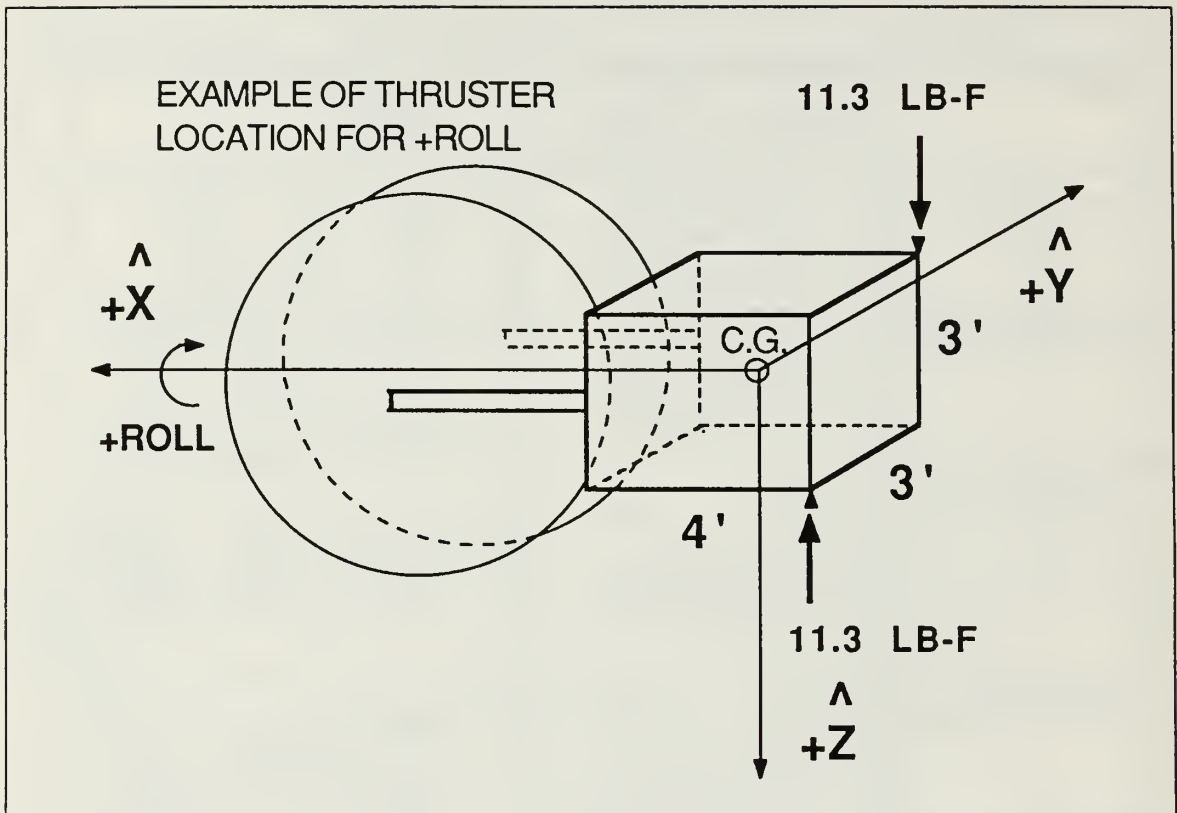 EXAMPLE OF THRUSTER
LOCATION FOR +ROLL
11.3 LB-F
^
+X
^
+Y
+ROLL
C.G.
3'
3'
4'
11.3 LB-F
^
+Z